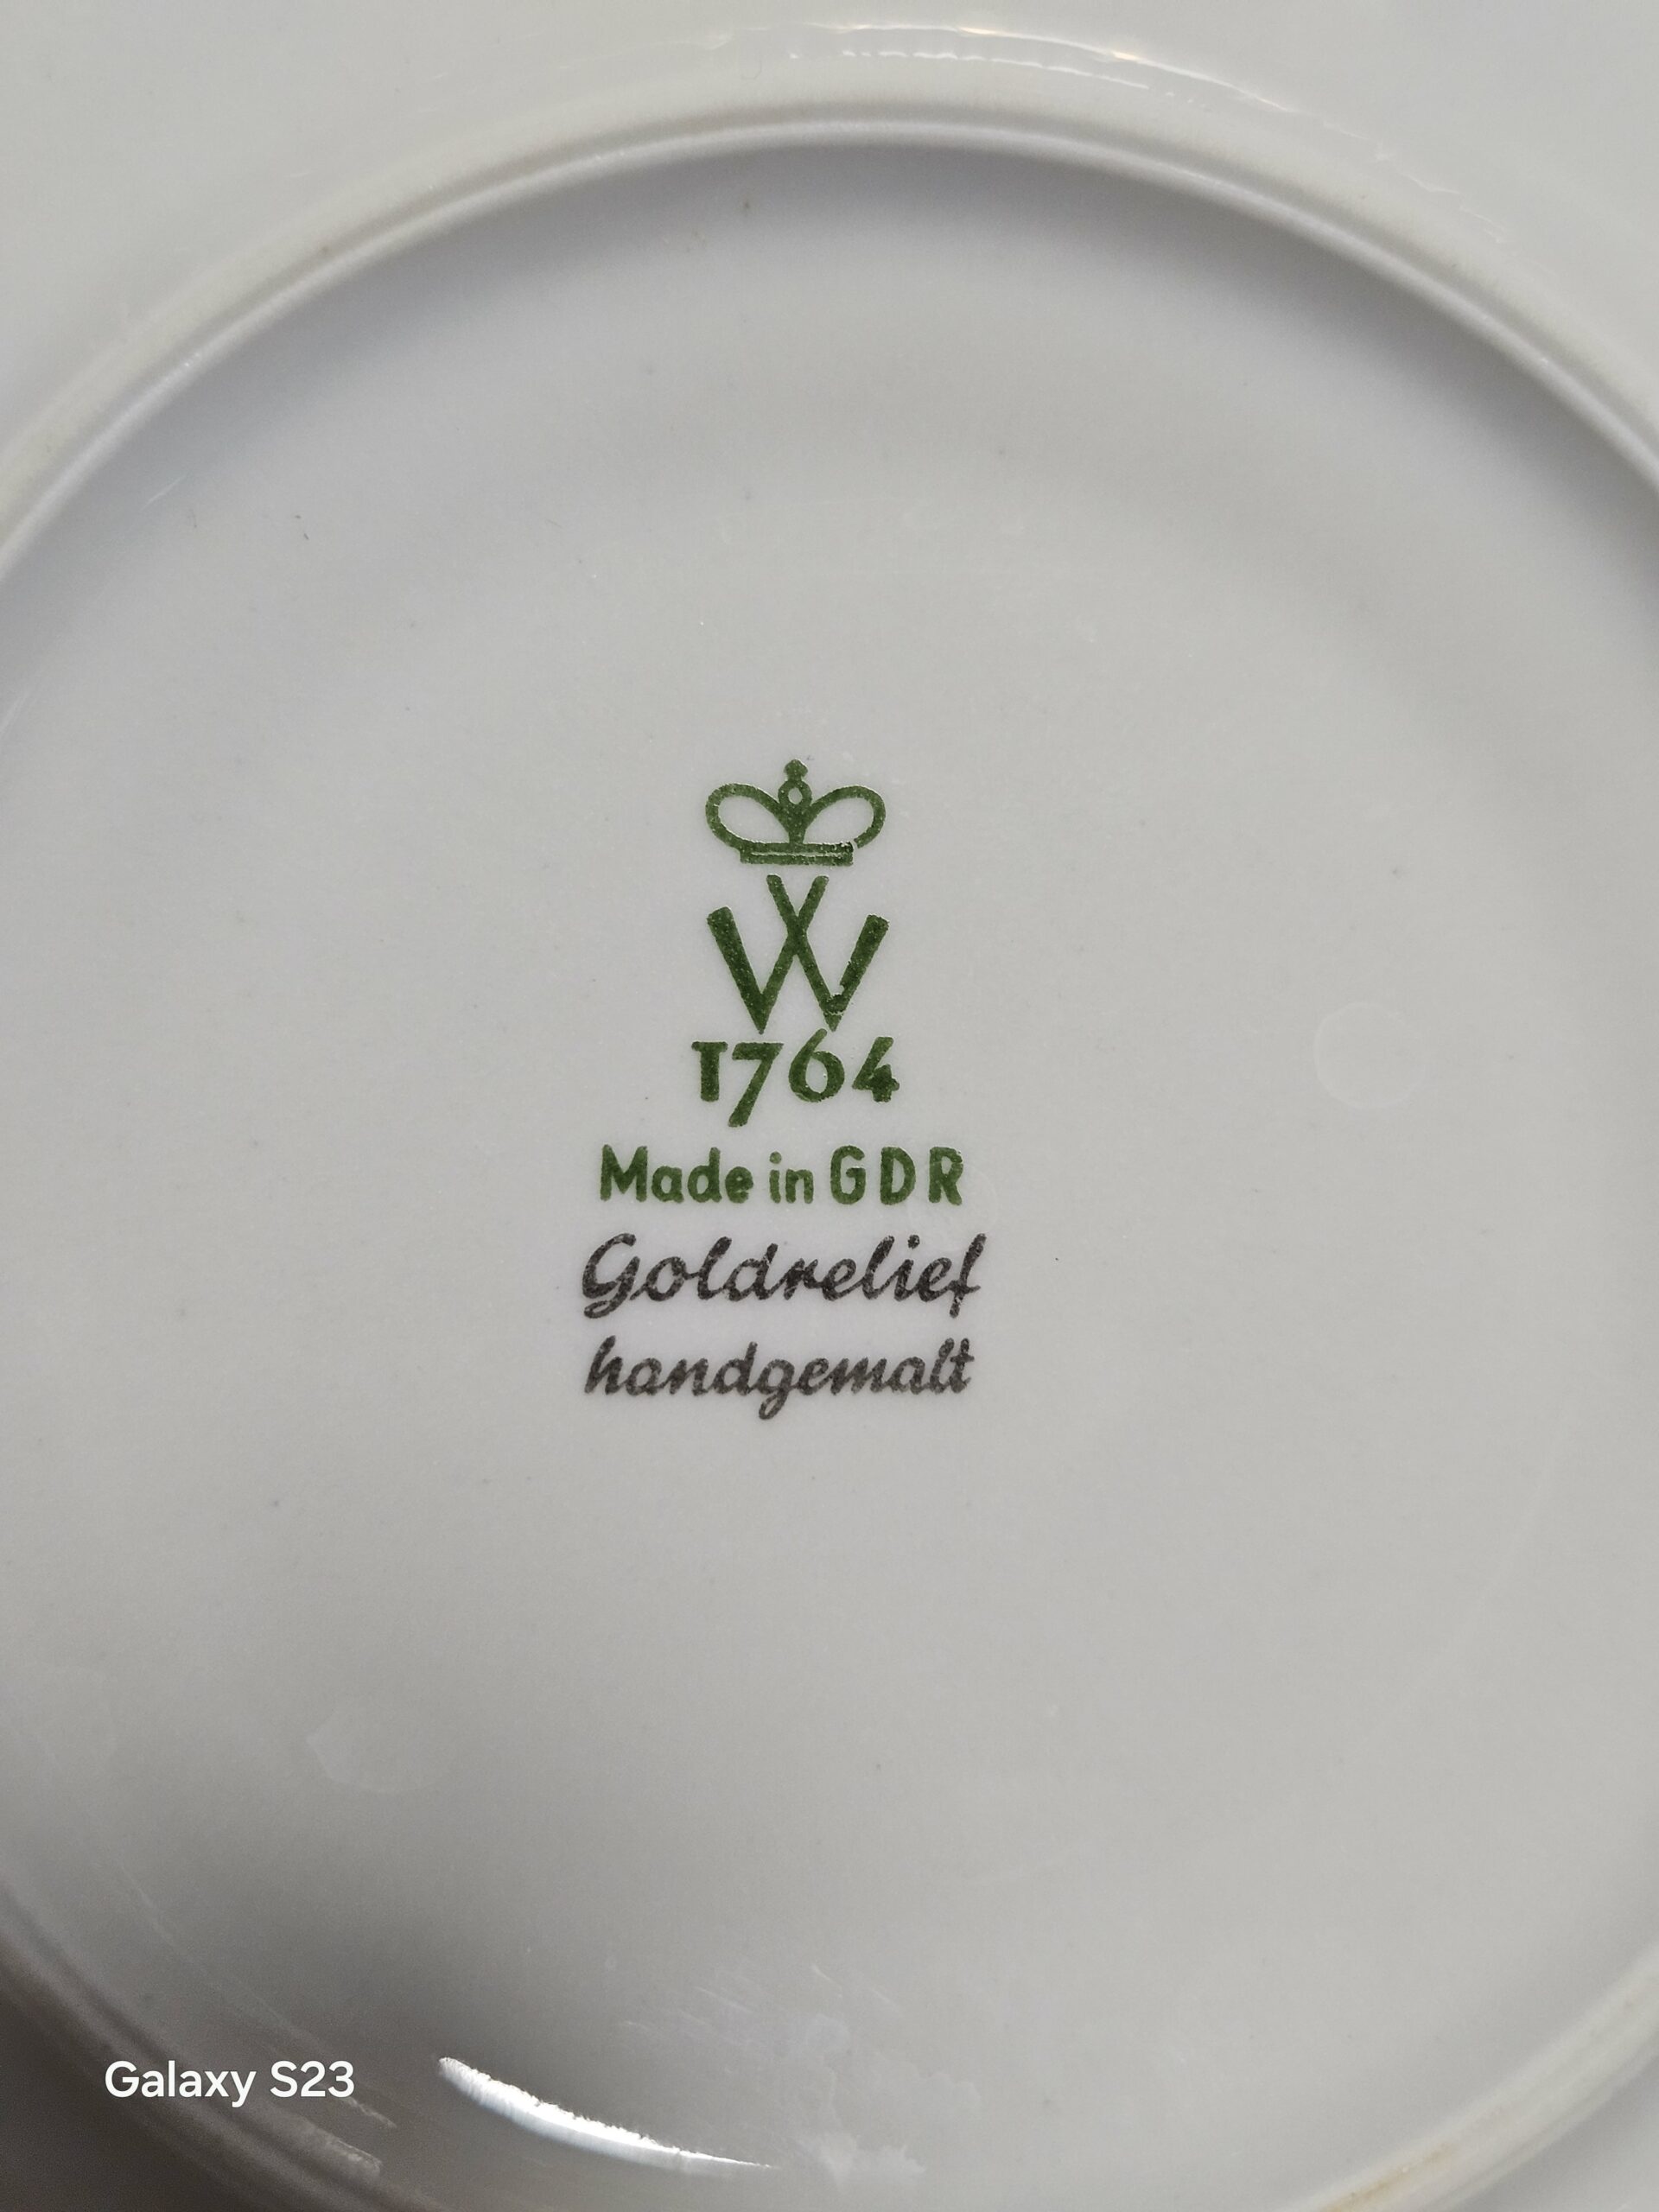 W
1764
Made in GDR
Goldrelief
handgemalt
Galaxy S23